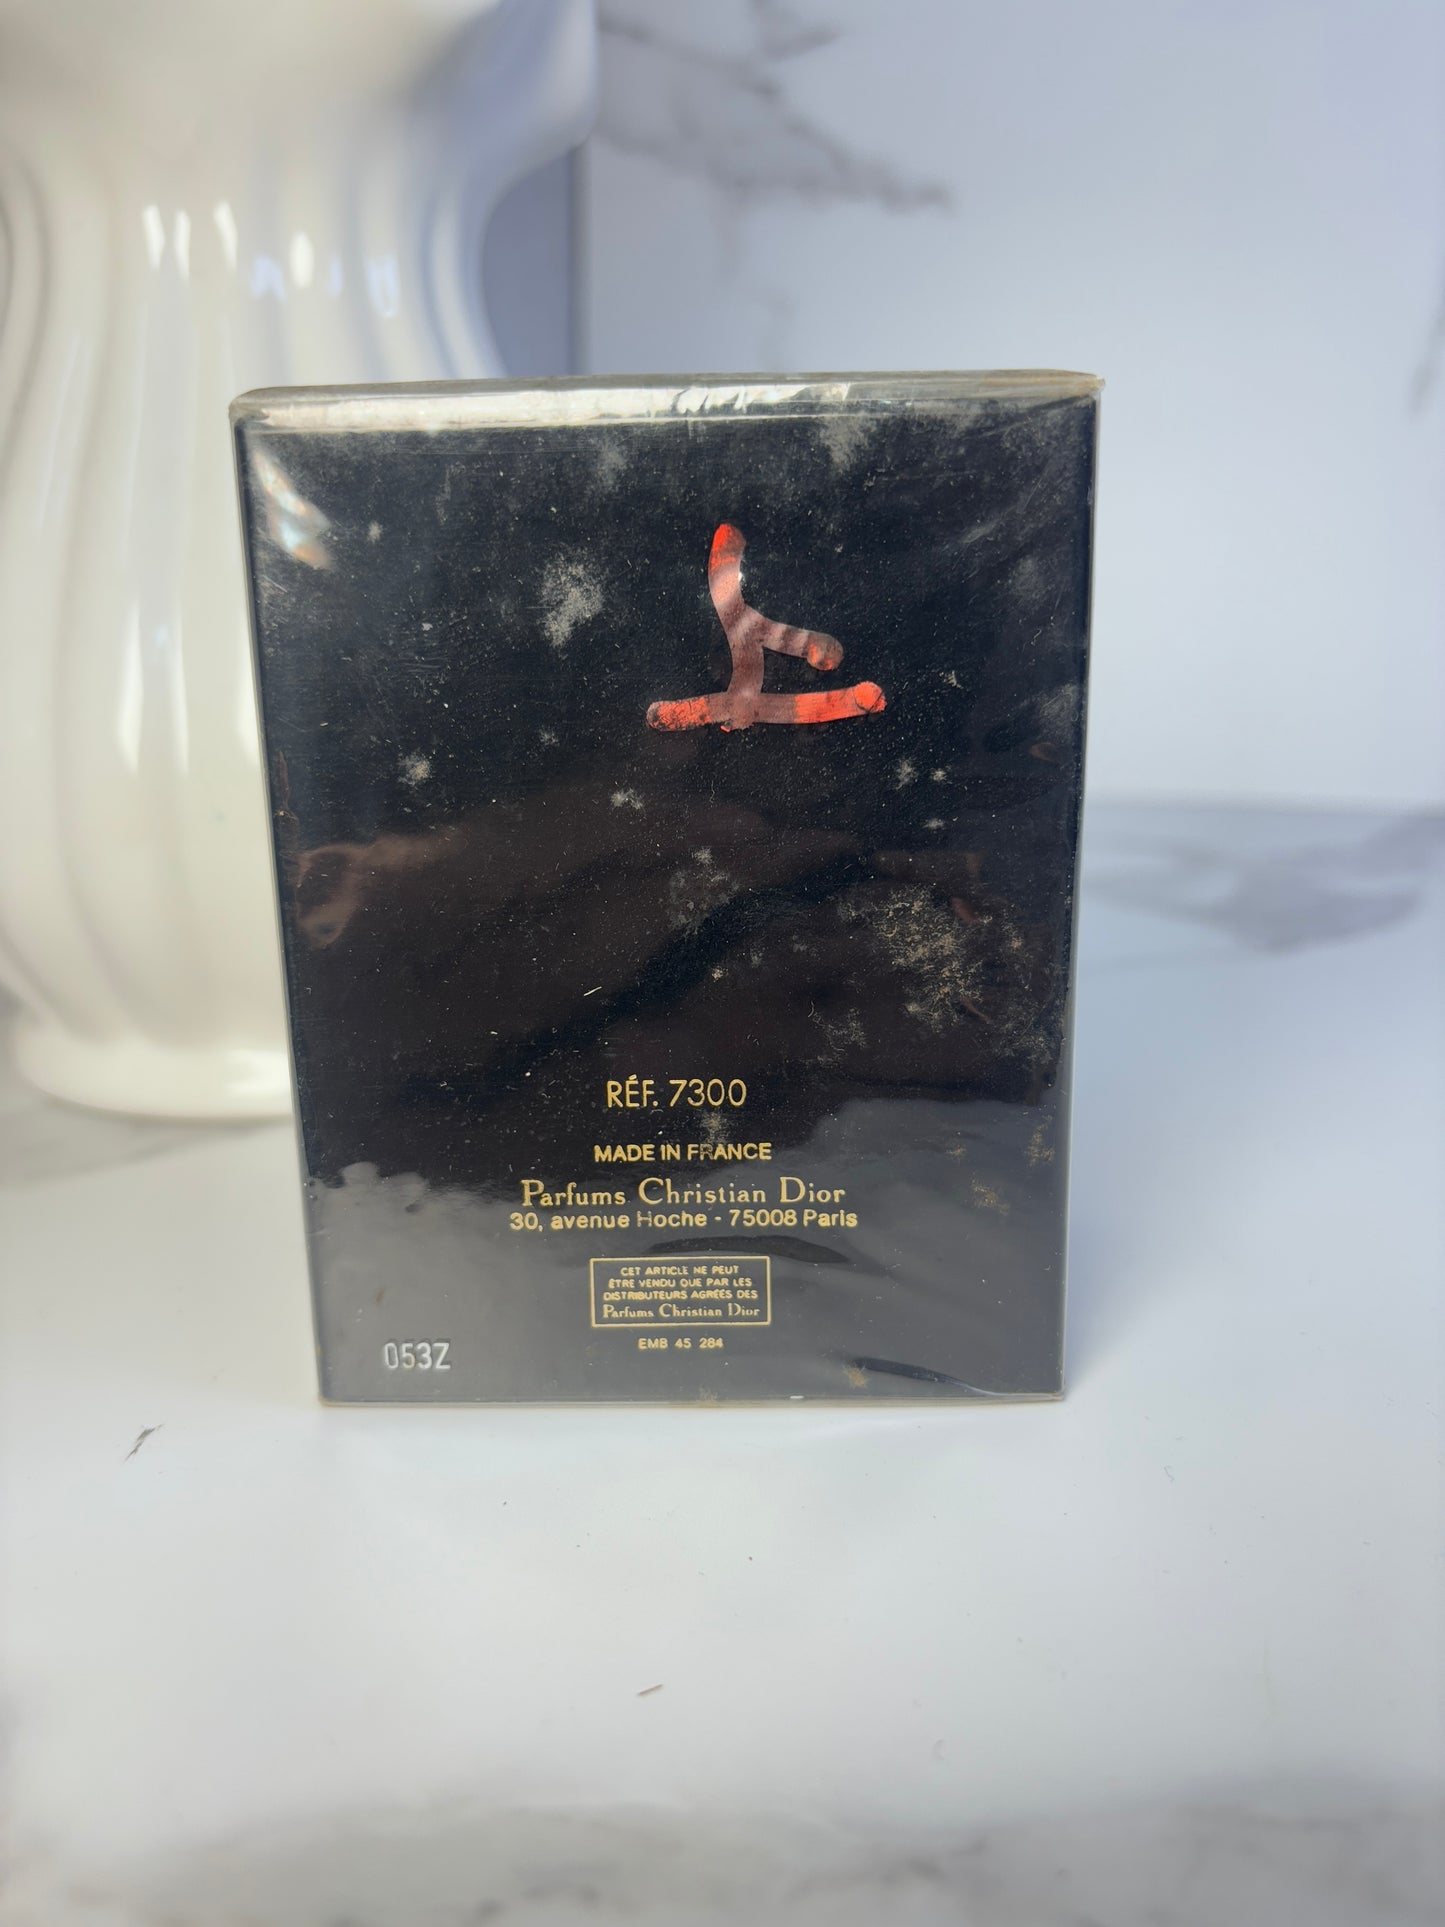 上
RÉF. 7300
MADE IN FRANCE
Parfums Christian Dior
30, avenue Hoche - 75008 Paris
CET ARTICLE NE PEUT
ÊTRE VENDU QUE PAR LES
DISTRIBUTEURS AGRÉES DES
Parfums Christian Dior
EMB 45 284
053Z